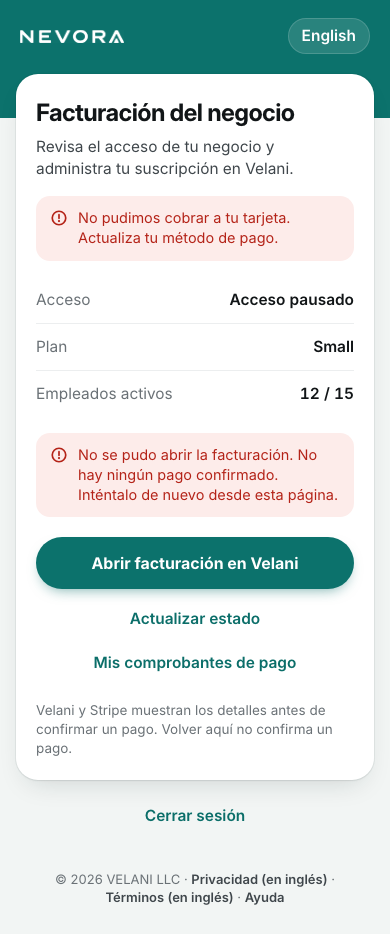 NEVORA
English
Facturación del negocio
Revisa el acceso de tu negocio y
administra tu suscripción en Velani.
No pudimos cobrar a tu tarjeta.
Actualiza tu método de pago.
Acceso
Acceso pausado
Plan
Small
Empleados activos
12 / 15
No se pudo abrir la facturación. No
hay ningún pago confirmado.
Inténtalo de nuevo desde esta página.
Abrir facturación en Velani
Actualizar estado
Mis comprobantes de pago
Velani y Stripe muestran los detalles antes de
confirmar un pago. Volver aquí no confirma un
pago.
Cerrar sesión
© 2026 VELANI LLC · Privacidad (en inglés) ·
Términos (en inglés) · Ayuda